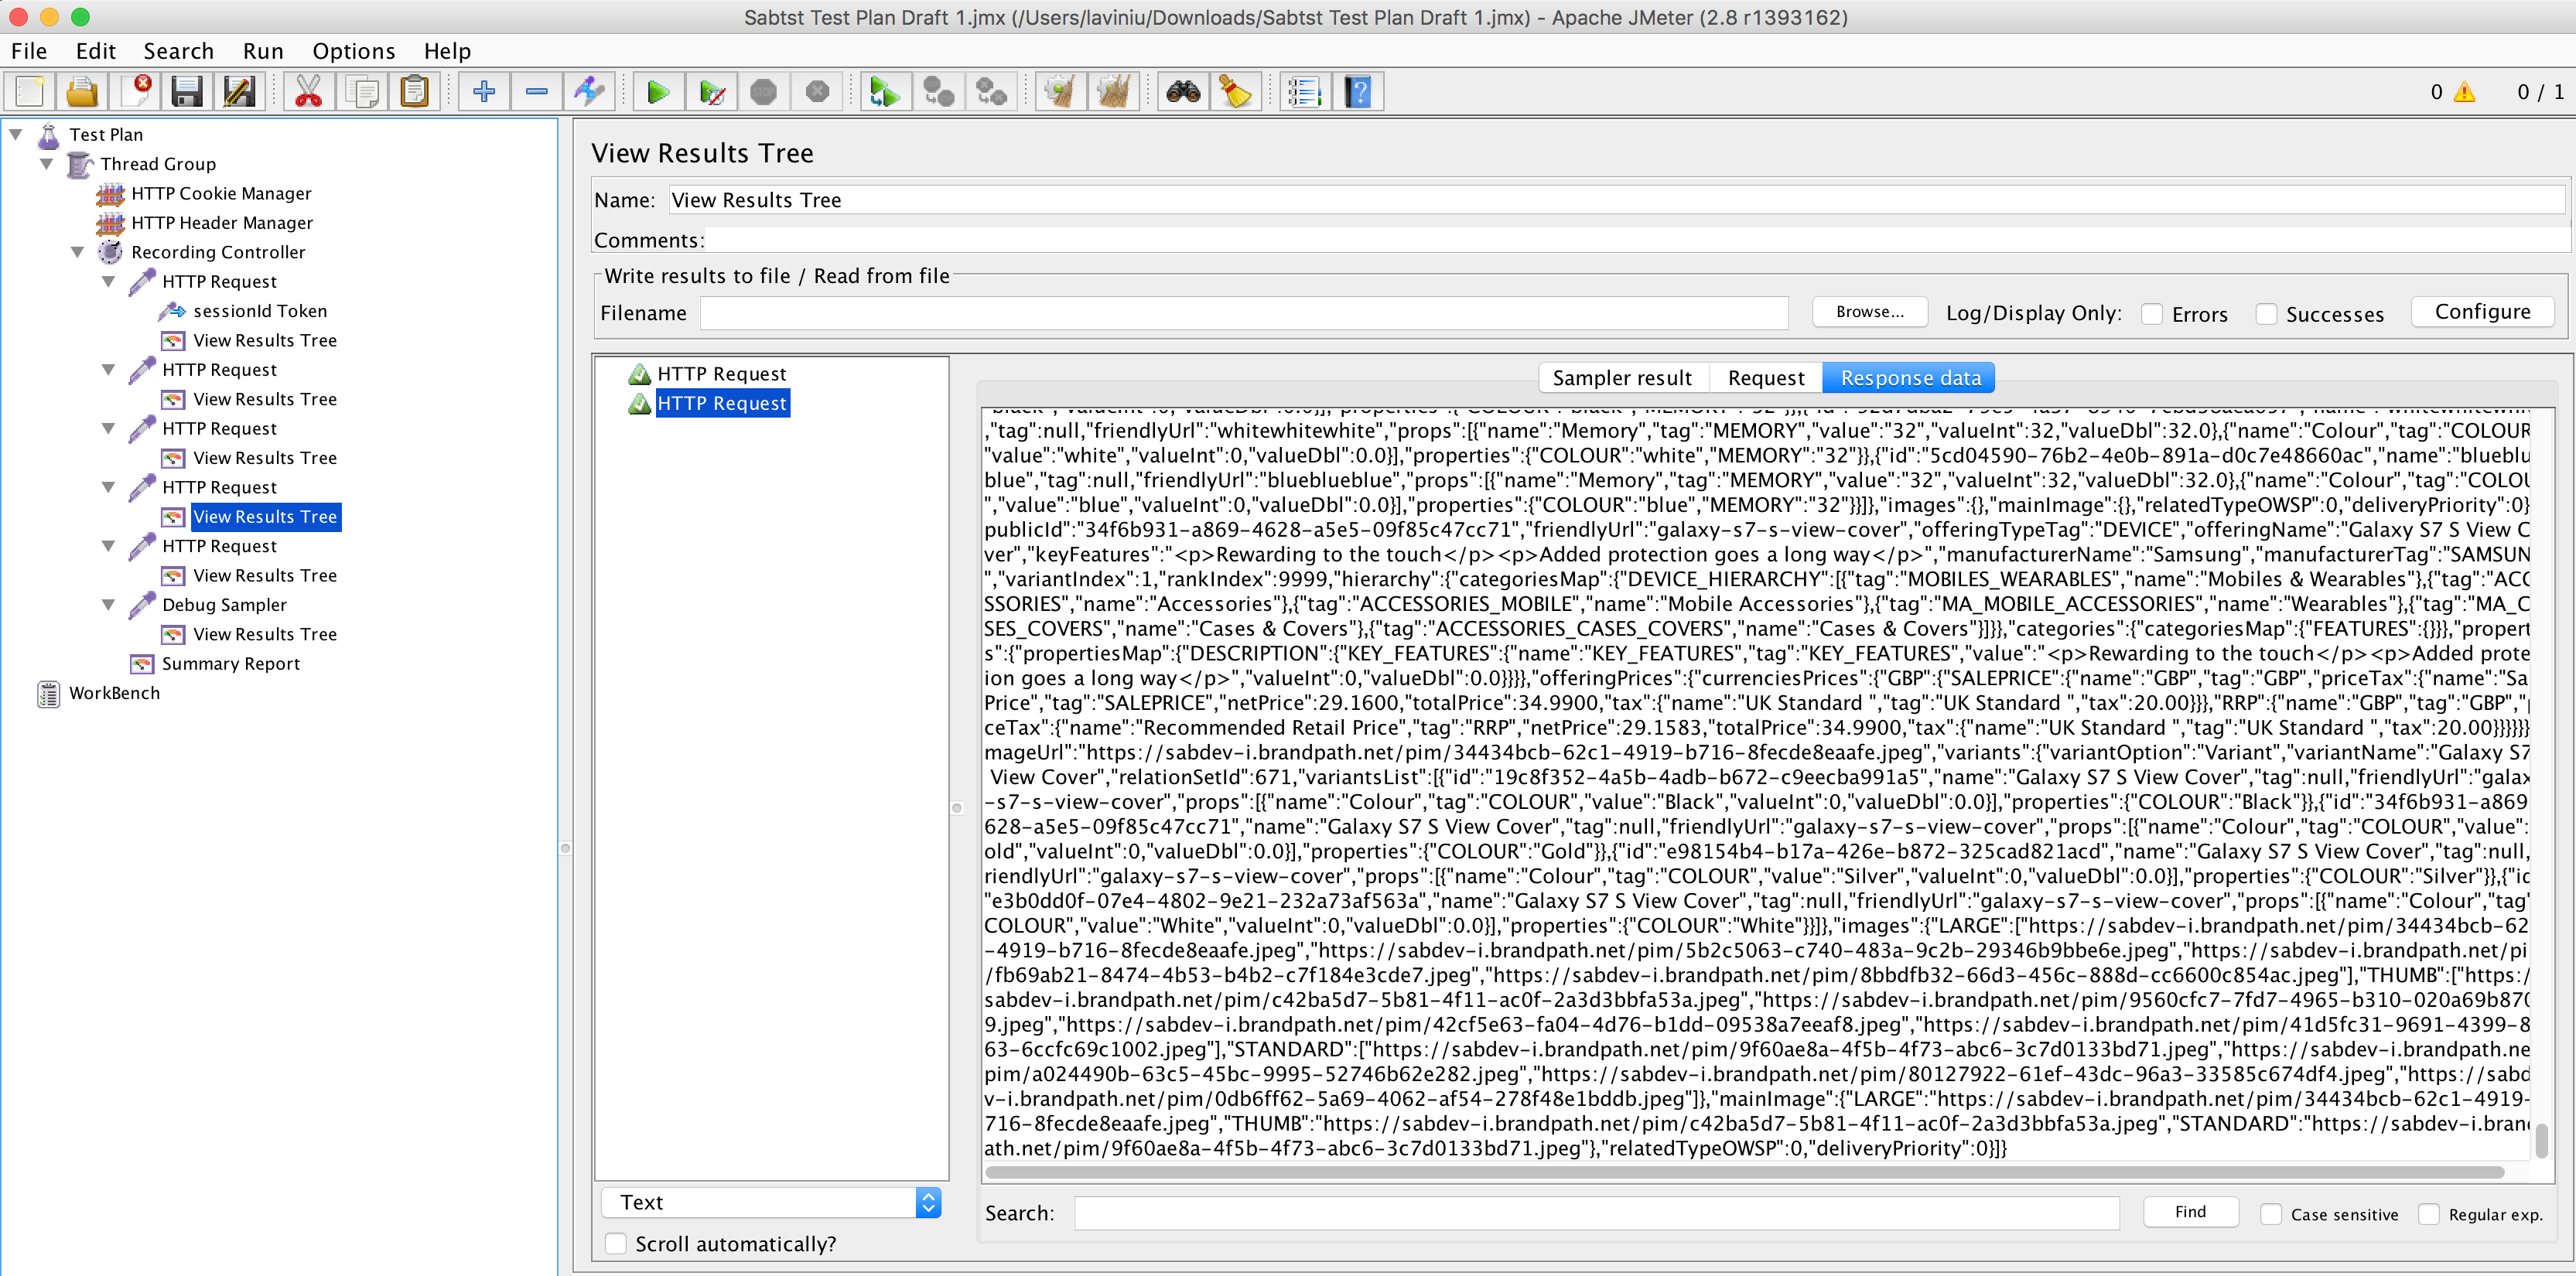 Sabtst Test Plan Draft 1.jmx (/Users/laviniu/Downloads/Sabtst Test Plan Draft 1.jmx) - Apache JMeter (2.8 r1393162)
File Edit Search Run Options Help
STOP
0 0 / 1
Test Plan
Thread Group
HTTP Cookie Manager
HTTP Header Manager
Recording Controller
HTTP Request
sessionId Token
View Results Tree
HTTP Request
View Results Tree
HTTP Request
View Results Tree
HTTP Request
View Results Tree
HTTP Request
View Results Tree
Debug Sampler
View Results Tree
Summary Report
WorkBench
View Results Tree
Name: View Results Tree
Comments:
Write results to file / Read from file
Filename Browse... Log/Display Only: Errors Successes Configure
HTTP Request
HTTP Request
Text
Scroll automatically?
Sampler result Request Response data
,"tag":null,"friendlyUrl":"whitewhitewhite","props":[{"name":"Memory","tag":"MEMORY","value":"32","valueInt":32,"valueDbl":32.0},{"name":"Colour","tag":"COLOUR
"value":"white","valueInt":0,"valueDbl":0.0}],"properties":{"COLOUR":"white","MEMORY":"32"}},{"id":"5cd04590-76b2-4e0b-891a-d0c7e48660ac","name":"blueblu
blue","tag":null,"friendlyUrl":"blueblueblue","props":[{"name":"Memory","tag":"MEMORY","value":"32","valueInt":32,"valueDbl":32.0},{"name":"Colour","tag":"COLOU
","value":"blue","valueInt":0,"valueDbl":0.0}],"properties":{"COLOUR":"blue","MEMORY":"32"}}]},"images":{},"mainImage":{},"relatedTypeOWSP":0,"deliveryPriority":0}
publicId":"34f6b931-a869-4628-a5e5-09f85c47cc71","friendlyUrl":"galaxy-s7-s-view-cover","offeringTypeTag":"DEVICE","offeringName":"Galaxy S7 S View C
ver","keyFeatures":"<p>Rewarding to the touch</p><p>Added protection goes a long way</p>","manufacturerName":"Samsung","manufacturerTag":"SAMSUN
","variantIndex":1,"rankIndex":9999,"hierarchy":{"categoriesMap":{"DEVICE_HIERARCHY":[{"tag":"MOBILES_WEARABLES","name":"Mobiles & Wearables"},{"tag":"ACC
SSORIES","name":"Accessories"},{"tag":"ACCESSORIES_MOBILE","name":"Mobile Accessories"},{"tag":"MA_MOBILE_ACCESSORIES","name":"Wearables"},{"tag":"MA_C
SES_COVERS","name":"Cases & Covers"},{"tag":"ACCESSORIES_CASES_COVERS","name":"Cases & Covers"}]}},"categories":{"categoriesMap":{"FEATURES":{}}},"propert
s":{"propertiesMap":{"DESCRIPTION":{"KEY_FEATURES":{"name":"KEY_FEATURES","tag":"KEY_FEATURES","value":"<p>Rewarding to the touch</p><p>Added prote
ion goes a long way</p>","valueInt":0,"valueDbl":0.0}}}},"offeringPrices":{"currenciesPrices":{"GBP":{"SALEPRICE":{"name":"GBP","tag":"GBP","priceTax":{"name":"Sa
Price","tag":"SALEPRICE","netPrice":29.1600,"totalPrice":34.9900,"tax":{"name":"UK Standard ","tag":"UK Standard ","tax":20.00}}},"RRP":{"name":"GBP","tag":"GBP","
ceTax":{"name":"Recommended Retail Price","tag":"RRP","netPrice":29.1583,"totalPrice":34.9900,"tax":{"name":"UK Standard ","tag":"UK Standard ","tax":20.00}}}}}}
mageUrl":"https://sabdev-i.brandpath.net/pim/34434bcb-62c1-4919-b716-8fecde8eaafe.jpeg","variants":{"variantOption":"Variant","variantName":"Galaxy S7
View Cover","relationSetId":671,"variantsList":[{"id":"19c8f352-4a5b-4adb-b672-c9eecba991a5","name":"Galaxy S7 S View Cover","tag":null,"friendlyUrl":"galax
-s7-s-view-cover","props":[{"name":"Colour","tag":"COLOUR","value":"Black","valueInt":0,"valueDbl":0.0}],"properties":{"COLOUR":"Black"}},{"id":"34f6b931-a869
628-a5e5-09f85c47cc71","name":"Galaxy S7 S View Cover","tag":null,"friendlyUrl":"galaxy-s7-s-view-cover","props":[{"name":"Colour","tag":"COLOUR","value":
old","valueInt":0,"valueDbl":0.0}],"properties":{"COLOUR":"Gold"}},{"id":"e98154b4-b17a-426e-b872-325cad821acd","name":"Galaxy S7 S View Cover","tag":null,
riendlyUrl":"galaxy-s7-s-view-cover","props":[{"name":"Colour","tag":"COLOUR","value":"Silver","valueInt":0,"valueDbl":0.0}],"properties":{"COLOUR":"Silver"}},{"id
"e3b0dd0f-07e4-4802-9e21-232a73af563a","name":"Galaxy S7 S View Cover","tag":null,"friendlyUrl":"galaxy-s7-s-view-cover","props":[{"name":"Colour","tag"
COLOUR","value":"White","valueInt":0,"valueDbl":0.0}],"properties":{"COLOUR":"White"}}]},"images":{"LARGE":["https://sabdev-i.brandpath.net/pim/34434bcb-62
-4919-b716-8fecde8eaafe.jpeg","https://sabdev-i.brandpath.net/pim/5b2c5063-c740-483a-9c2b-29346b9bbe6e.jpeg","https://sabdev-i.brandpath.net/pi
/fb69ab21-8474-4b53-b4b2-c7f184e3cde7.jpeg","https://sabdev-i.brandpath.net/pim/8bbdfb32-66d3-456c-888d-cc6600c854ac.jpeg"],"THUMB":["https:/
sabdev-i.brandpath.net/pim/c42ba5d7-5b81-4f11-ac0f-2a3d3bbfa53a.jpeg","https://sabdev-i.brandpath.net/pim/9560cfc7-7fd7-4965-b310-020a69b870
9.jpeg","https://sabdev-i.brandpath.net/pim/42cf5e63-fa04-4d76-b1dd-09538a7eeaf8.jpeg","https://sabdev-i.brandpath.net/pim/41d5fc31-9691-4399-8
63-6ccfc69c1002.jpeg"],"STANDARD":["https://sabdev-i.brandpath.net/pim/9f60ae8a-4f5b-4f73-abc6-3c7d0133bd71.jpeg","https://sabdev-i.brandpath.ne
pim/a024490b-63c5-45bc-9995-52746b62e282.jpeg","https://sabdev-i.brandpath.net/pim/80127922-61ef-43dc-96a3-33585c674df4.jpeg","https://sabd
v-i.brandpath.net/pim/0db6ff62-5a69-4062-af54-278f48e1bddb.jpeg"]},"mainImage":{"LARGE":"https://sabdev-i.brandpath.net/pim/34434bcb-62c1-4919-
716-8fecde8eaafe.jpeg","THUMB":"https://sabdev-i.brandpath.net/pim/c42ba5d7-5b81-4f11-ac0f-2a3d3bbfa53a.jpeg","STANDARD":"https://sabdev-i.bran
ath.net/pim/9f60ae8a-4f5b-4f73-abc6-3c7d0133bd71.jpeg"},"relatedTypeOWSP":0,"deliveryPriority":0}]}
Search: Find Case sensitive Regular exp.